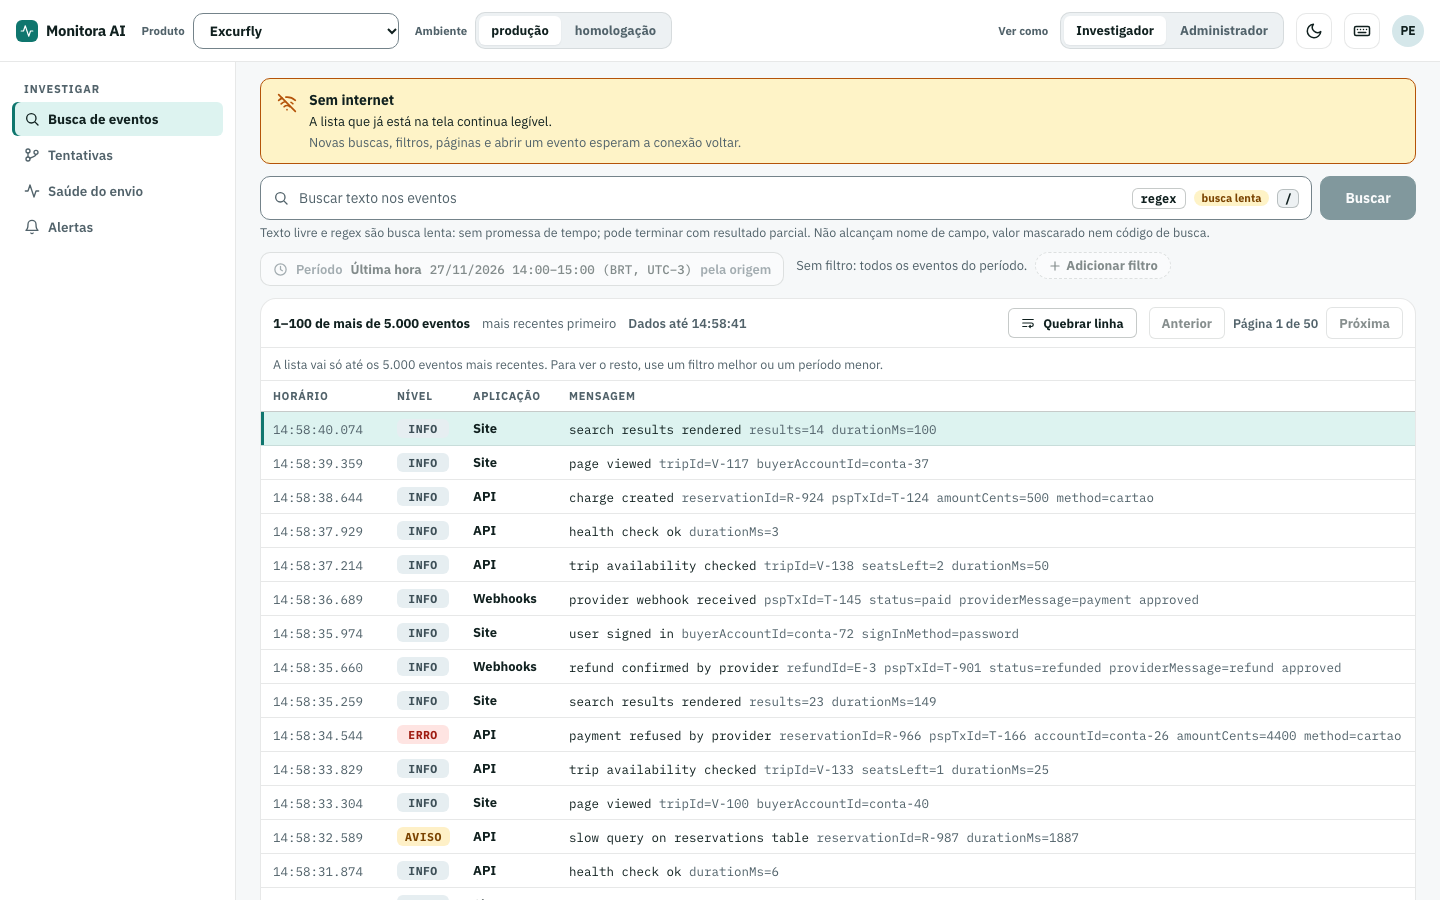 Monitora AI Produto Excurfly Ambiente produção homologação Ver como Investigador Administrador PE
INVESTIGAR
Busca de eventos
Tentativas
Saúde do envio
Alertas
Sem internet
A lista que já está na tela continua legível.
Novas buscas, filtros, páginas e abrir um evento esperam a conexão voltar.
Buscar texto nos eventos regex busca lenta / Buscar
Texto livre e regex são busca lenta: sem promessa de tempo; pode terminar com resultado parcial. Não alcançam nome de campo, valor mascarado nem código de busca.
Período Última hora 27/11/2026 14:00–15:00 (BRT, UTC−3) pela origem Sem filtro: todos os eventos do período. + Adicionar filtro
1–100 de mais de 5.000 eventos mais recentes primeiro Dados até 14:58:41 Quebrar linha Anterior Página 1 de 50 Próxima
A lista vai só até os 5.000 eventos mais recentes. Para ver o resto, use um filtro melhor ou um período menor.
HORÁRIO NÍVEL APLICAÇÃO MENSAGEM
14:58:40.074 INFO Site search results rendered results=14 durationMs=100
14:58:39.359 INFO Site page viewed tripId=V-117 buyerAccountId=conta-37
14:58:38.644 INFO API charge created reservationId=R-924 pspTxId=T-124 amountCents=500 method=cartao
14:58:37.929 INFO API health check ok durationMs=3
14:58:37.214 INFO API trip availability checked tripId=V-138 seatsLeft=2 durationMs=50
14:58:36.689 INFO Webhooks provider webhook received pspTxId=T-145 status=paid providerMessage=payment approved
14:58:35.974 INFO Site user signed in buyerAccountId=conta-72 signInMethod=password
14:58:35.660 INFO Webhooks refund confirmed by provider refundId=E-3 pspTxId=T-901 status=refunded providerMessage=refund approved
14:58:35.259 INFO Site search results rendered results=23 durationMs=149
14:58:34.544 ERRO API payment refused by provider reservationId=R-966 pspTxId=T-166 accountId=conta-26 amountCents=4400 method=cartao
14:58:33.829 INFO API trip availability checked tripId=V-133 seatsLeft=1 durationMs=25
14:58:33.304 INFO Site page viewed tripId=V-100 buyerAccountId=conta-40
14:58:32.589 AVISO API slow query on reservations table reservationId=R-987 durationMs=1887
14:58:31.874 INFO API health check ok durationMs=6